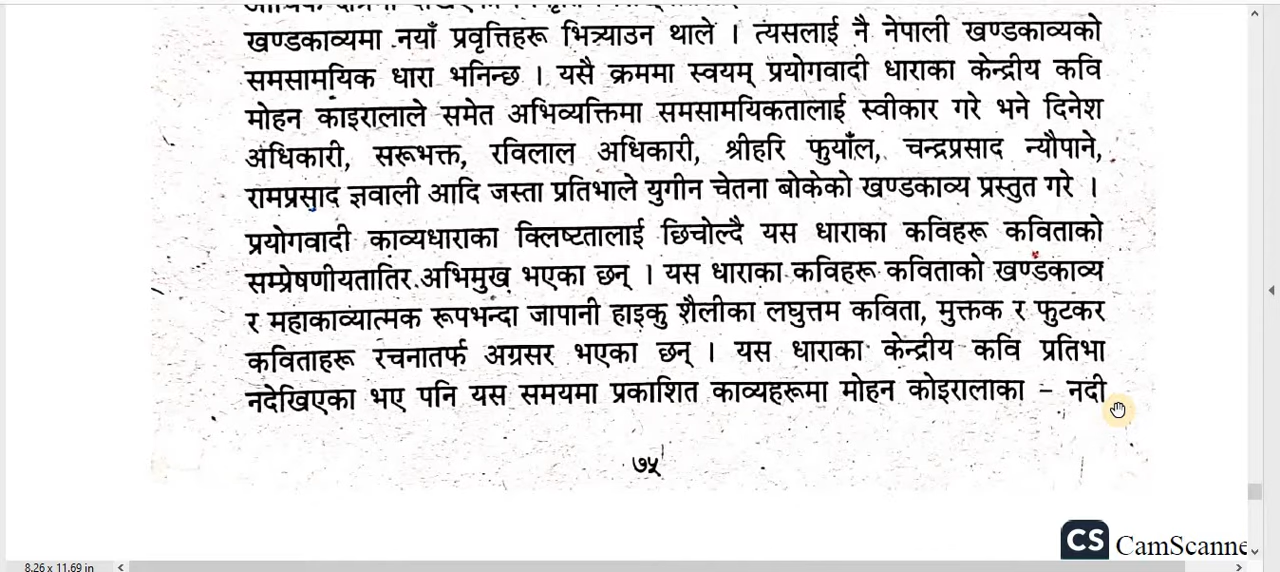 खण्डकाव्यमा नयाँ प्रवृत्तिहरू भित्र्याउन थाले । त्यसलाई नै नेपाली खण्डकाव्यको
समसामयिक धारा भनिन्छ । यसै क्रममा स्वयम् प्रयोगवादी धाराका केन्द्रीय कवि
मोहन काइरालाले समेत अभिव्यक्तिमा समसामयिकतालाई स्वीकार गरे भने दिनेश
अधिकारी, सरूभक्त, रविलाल अधिकारी, श्रीहरि फुयाँल, चन्द्रप्रसाद न्यौपाने,
रामप्रसाद ज्ञवाली आदि जस्ता प्रतिभाले युगीन चेतना बोकेको खण्डकाव्य प्रस्तुत गरे ।
प्रयोगवादी काव्यधाराका क्लिष्टतालाई छिचोल्दै यस धाराका कविहरू कविताको
सम्प्रेषणीयतातिर अभिमुख भएका छन् । यस धाराका कविहरू कविताको खण्डकाव्य
र महाकाव्यात्मक रूपभन्दा जापानी हाइकु शैलीका लघुत्तम कविता, मुक्तक र फुटकर
कविताहरू रचनातर्फ अग्रसर भएका छन् । यस धाराका केन्द्रीय कवि प्रतिभा
नदेखिएका भए पनि यस समयमा प्रकाशित काव्यहरूमा मोहन कोइरालाका – नदी
७५
CS CamScanne
8.26 x 11.69 in